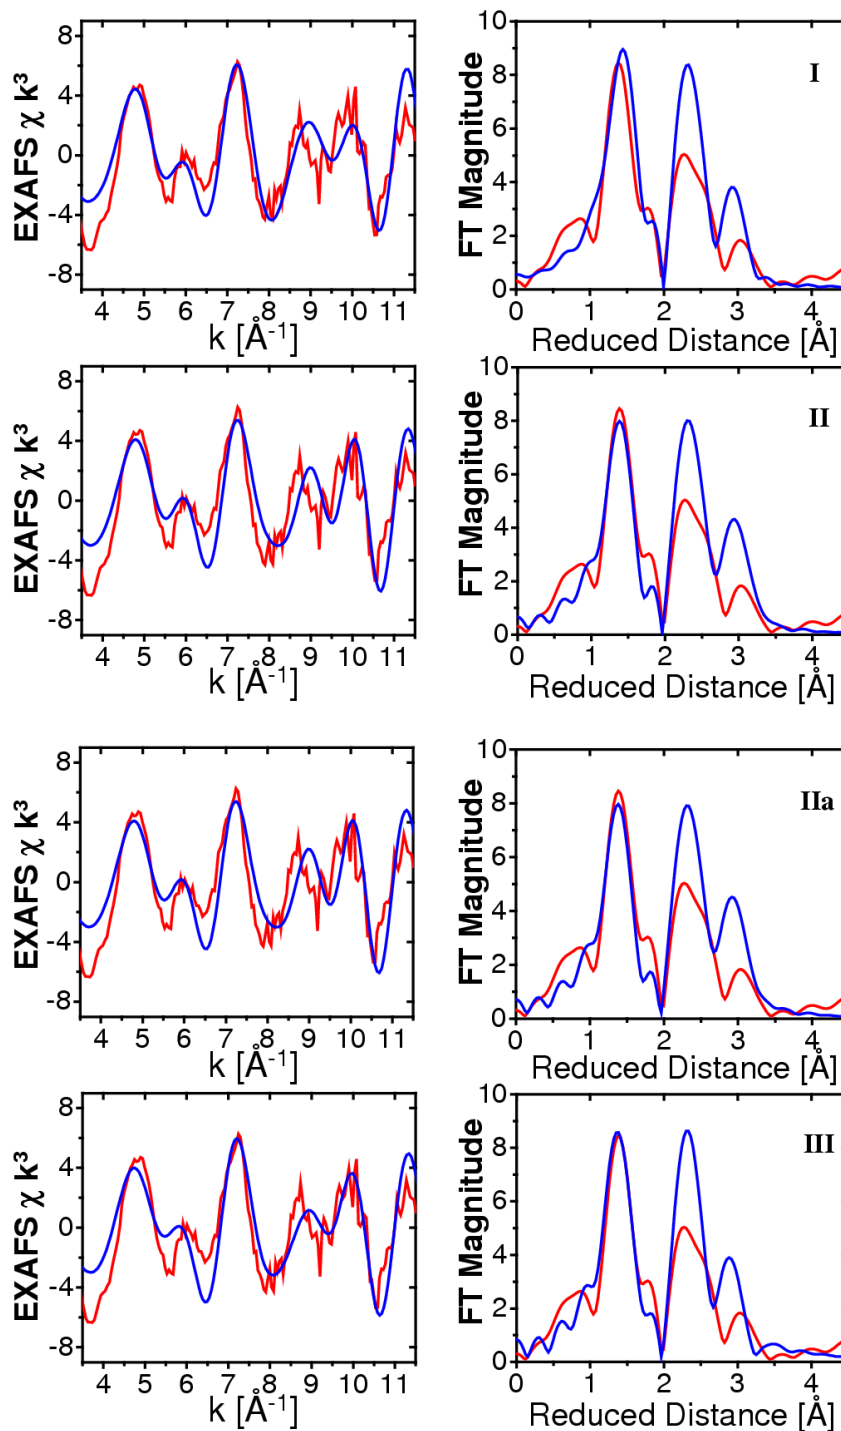 EXAFS χ k³
8
4
0
-4
-8
4 5 6 7 8 9 10 11
k [Å⁻¹]
FT Magnitude
10
8
6
4
2
0
0 1 2 3 4
Reduced Distance [Å]
I
EXAFS χ k³
8
4
0
-4
-8
4 5 6 7 8 9 10 11
k [Å⁻¹]
FT Magnitude
10
8
6
4
2
0
0 1 2 3 4
Reduced Distance [Å]
II
EXAFS χ k³
8
4
0
-4
-8
4 5 6 7 8 9 10 11
k [Å⁻¹]
FT Magnitude
10
8
6
4
2
0
0 1 2 3 4
Reduced Distance [Å]
IIa
EXAFS χ k³
8
4
0
-4
-8
4 5 6 7 8 9 10 11
k [Å⁻¹]
FT Magnitude
10
8
6
4
2
0
0 1 2 3 4
Reduced Distance [Å]
III